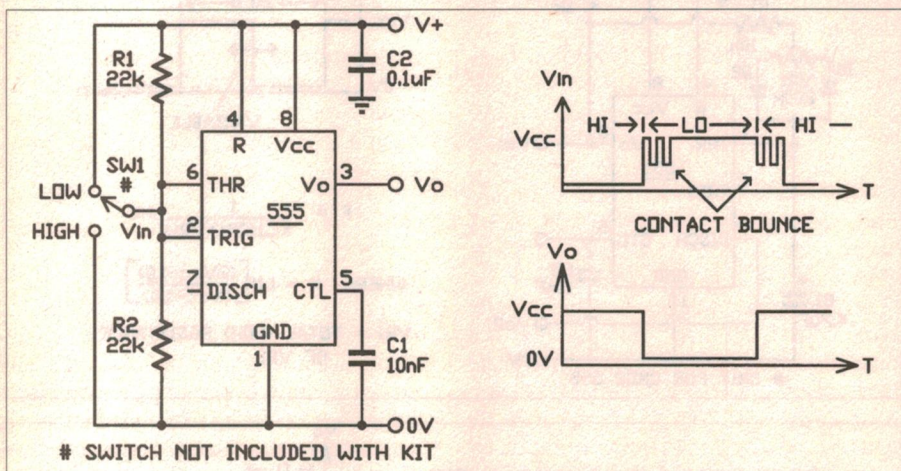 V+
R1
22k
C2
0.1uF
4
8
R
Vcc
SW1
#
6
THR
Vo
3
Vo
LOW
555
HIGH
Vin
2
TRIG
7
DISCH
CTL
5
R2
22k
GND
1
C1
10nF
0V
# SWITCH NOT INCLUDED WITH KIT
Vin
HI LO HI
Vcc
T
CONTACT BOUNCE
Vo
Vcc
0V
T